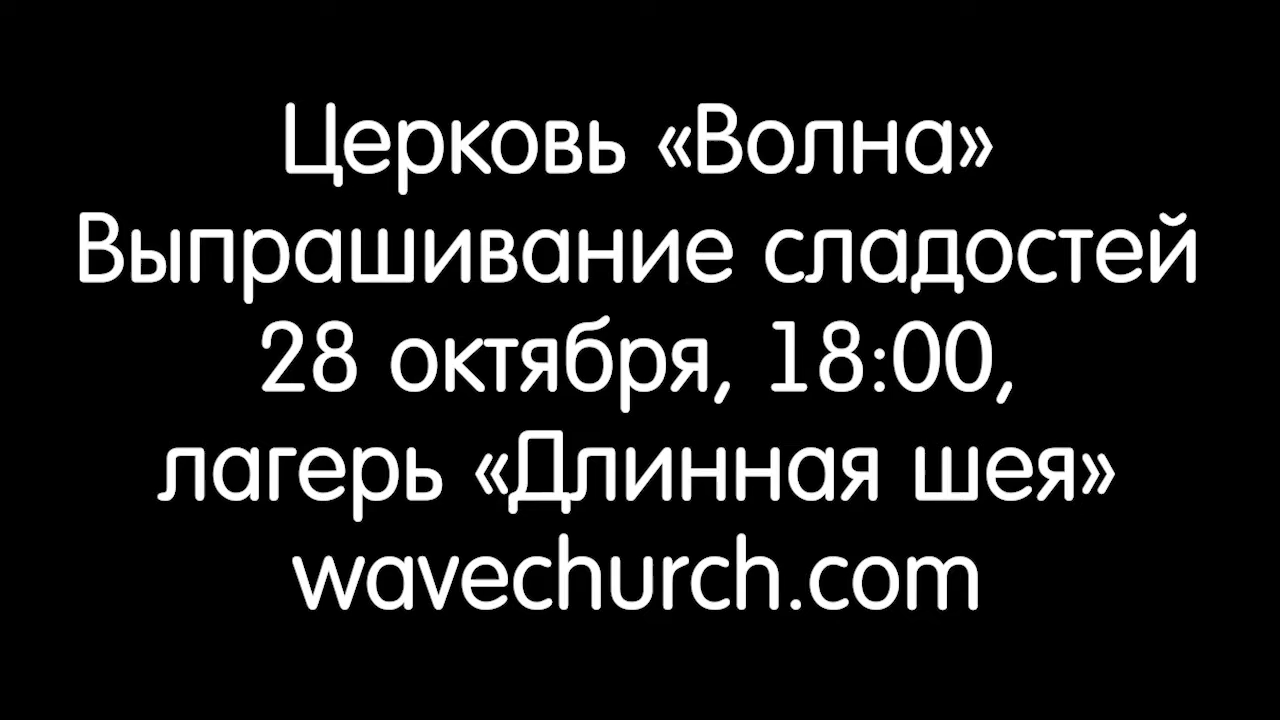 Церковь «Волна»
Выпрашивание сладостей
28 октября, 18:00,
лагерь «Длинная шея»
wavechurch.com